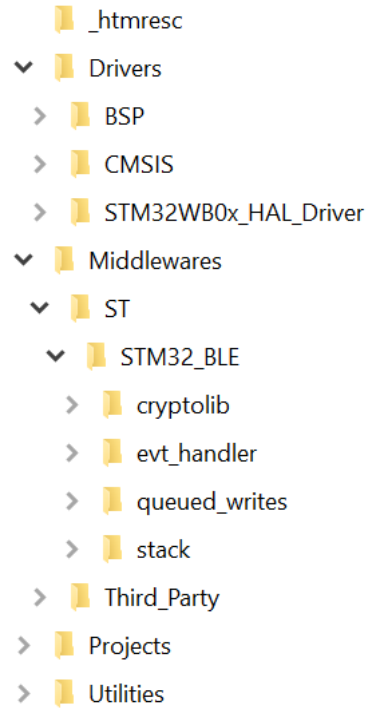 _htmresc
Drivers
BSP
CMSIS
STM32WB0x_HAL_Driver
Middlewares
ST
STM32_BLE
cryptolib
evt_handler
queued_writes
stack
Third_Party
Projects
Utilities